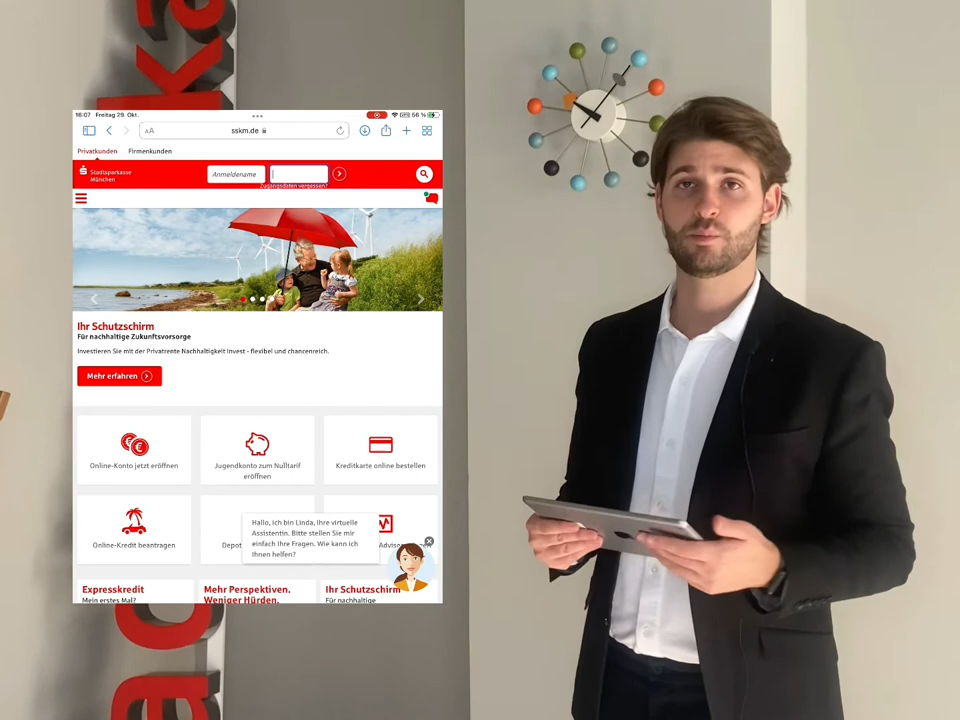 ka
16:07 Freitag 29. Okt.
56 %
AA
sskm.de
Privatkunden
Firmenkunden
Stadtsparkasse
München
Anmeldename
Zugangsdaten vergessen?
Ihr Schutzschirm
Für nachhaltige Zukunftsvorsorge
Investieren Sie mit der Privatrente Nachhaltigkeit Invest - flexibel und chancenreich.
Mehr erfahren
Online-Konto jetzt eröffnen
Jugendkonto zum Nulltarif
eröffnen
Kreditkarte online bestellen
Online-Kredit beantragen
Depot
Hallo, ich bin Linda, Ihre virtuelle
Assistentin. Bitte stellen Sie mir
einfach Ihre Fragen. Wie kann ich
Ihnen helfen?
Expresskredit
Mein erstes Mal?
Mehr Perspektiven.
Weniger Hürden.
Ihr Schutzschirm
Für nachhaltige